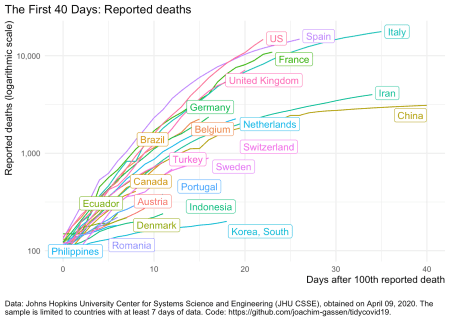 The First 40 Days: Reported deaths
Reported deaths (logarithmic scale)
10,000
1,000
100
US
Spain
Italy
France
United Kingdom
Iran
Germany
China
Belgium
Netherlands
Brazil
Switzerland
Turkey
Sweden
Canada
Portugal
Ecuador
Austria
Indonesia
Denmark
Korea, South
Romania
Philippines
0
10
20
30
40
Days after 100th reported death
Data: Johns Hopkins University Center for Systems Science and Engineering (JHU CSSE), obtained on April 09, 2020. The
sample is limited to countries with at least 7 days of data. Code: https://github.com/joachim-gassen/tidycovid19.